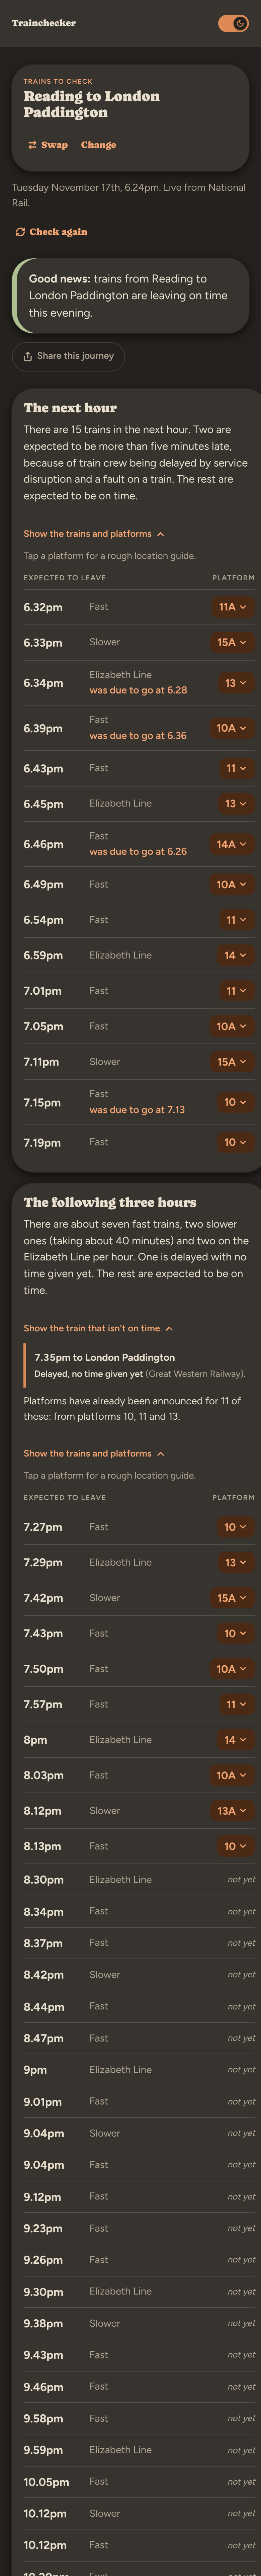 Trainchecker
TRAINS TO CHECK
Reading to London
Paddington
Swap Change
Tuesday November 17th, 6.24pm. Live from National
Rail.
Check again
Good news: trains from Reading to
London Paddington are leaving on time
this evening.
Share this journey
The next hour
There are 15 trains in the next hour. Two are
expected to be more than five minutes late,
because of train crew being delayed by service
disruption and a fault on a train. The rest are
expected to be on time.
Show the trains and platforms
Tap a platform for a rough location guide.
EXPECTED TO LEAVE PLATFORM
6.32pm Fast 11A
6.33pm Slower 15A
6.34pm Elizabeth Line 13
was due to go at 6.28
6.39pm Fast 10A
was due to go at 6.36
6.43pm Fast 11
6.45pm Elizabeth Line 13
6.46pm Fast 14A
was due to go at 6.26
6.49pm Fast 10A
6.54pm Fast 11
6.59pm Elizabeth Line 14
7.01pm Fast 11
7.05pm Fast 10A
7.11pm Slower 15A
7.15pm Fast 10
was due to go at 7.13
7.19pm Fast 10
The following three hours
There are about seven fast trains, two slower
ones (taking about 40 minutes) and two on the
Elizabeth Line per hour. One is delayed with no
time given yet. The rest are expected to be on
time.
Show the train that isn't on time
7.35pm to London Paddington
Delayed, no time given yet (Great Western Railway).
Platforms have already been announced for 11 of
these: from platforms 10, 11 and 13.
Show the trains and platforms
Tap a platform for a rough location guide.
EXPECTED TO LEAVE PLATFORM
7.27pm Fast 10
7.29pm Elizabeth Line 13
7.42pm Slower 15A
7.43pm Fast 10
7.50pm Fast 10A
7.57pm Fast 11
8pm Elizabeth Line 14
8.03pm Fast 10A
8.12pm Slower 13A
8.13pm Fast 10
8.30pm Elizabeth Line not yet
8.34pm Fast not yet
8.37pm Fast not yet
8.42pm Slower not yet
8.44pm Fast not yet
8.47pm Fast not yet
9pm Elizabeth Line not yet
9.01pm Fast not yet
9.04pm Slower not yet
9.04pm Fast not yet
9.12pm Fast not yet
9.23pm Fast not yet
9.26pm Fast not yet
9.30pm Elizabeth Line not yet
9.38pm Slower not yet
9.43pm Fast not yet
9.46pm Fast not yet
9.58pm Fast not yet
9.59pm Elizabeth Line not yet
10.05pm Fast not yet
10.12pm Slower not yet
10.12pm Fast not yet